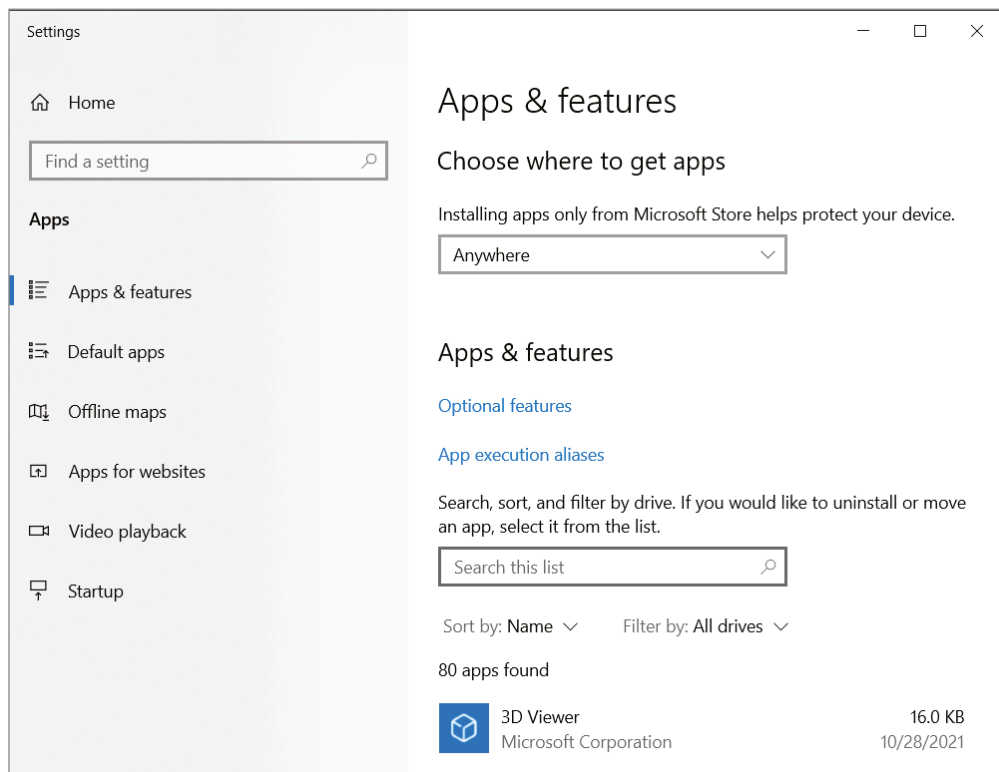 Settings
Home
Find a setting
Apps
Apps & features
Default apps
Offline maps
Apps for websites
Video playback
Startup
Apps & features
Choose where to get apps
Installing apps only from Microsoft Store helps protect your device.
Anywhere
Apps & features
Optional features
App execution aliases
Search, sort, and filter by drive. If you would like to uninstall or move
an app, select it from the list.
Search this list
Sort by: Name Filter by: All drives
80 apps found
3D Viewer 16.0 KB
Microsoft Corporation 10/28/2021